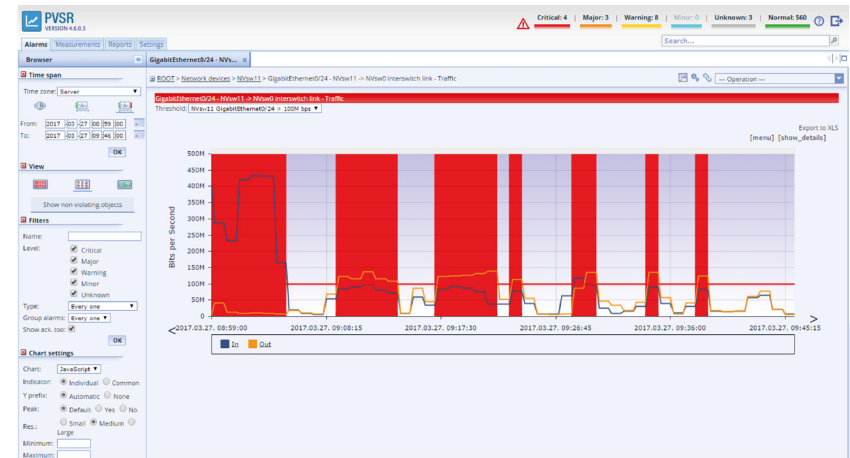 PVSR
VERSION 4.0.0.3
Critical: 4 | Major: 3 | Warning: 8 | Minor: 0 | Unknown: 3 | Normal: 560
Alarms Measurements Reports Settings
Search...
Browser
GigabitEthernet0/24 - NVs... x
Time span
ROOT > Network devices > NVsw11 > GigabitEthernet0/24 - NVsw11 -> NVsw0 interswitch link - Traffic
--- Operation ---
Time zone: Server
GigabitEthernet0/24 - NVsw11 -> NVsw0 interswitch link - Traffic
Threshold: NVsw11 GigabitEthernet0/24 > 100M bps
From: 2017 -03 -27 08 :59 :00
To: 2017 -03 -27 09 :46 :00
Export to XLS
[menu] [show_details]
OK
View
Show non violating objects
Filters
Name:
Level:
Critical
Major
Warning
Minor
Unknown
Type: Every one
Group alarms: Every one
Show ack. too:
OK
Chart settings
Chart: JavaScript
Indicator: Individual Common
Y prefix: Automatic None
Peak: Default Yes No
Res.: Small Medium
Large
Minimum:
Maximum:
Bits per Second
500M
450M
400M
350M
300M
250M
200M
150M
100M
50M
0
< 2017.03.27. 08:59:00 2017.03.27. 09:08:15 2017.03.27. 09:17:30 2017.03.27. 09:26:45 2017.03.27. 09:36:00 2017.03.27. 09:45:15 >
In Out